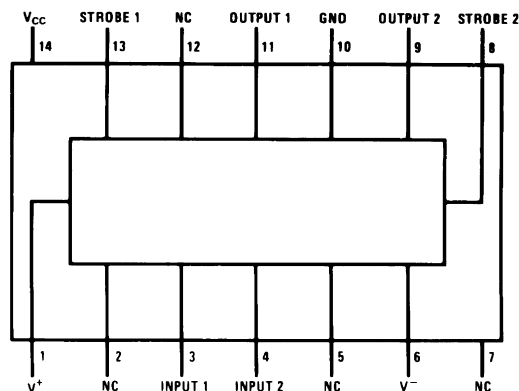 V_CC STROBE 1 NC OUTPUT 1 GND OUTPUT 2 STROBE 2
14 13 12 11 10 9 8
1 2 3 4 5 6 7
V⁺ NC INPUT 1 INPUT 2 NC V⁻ NC